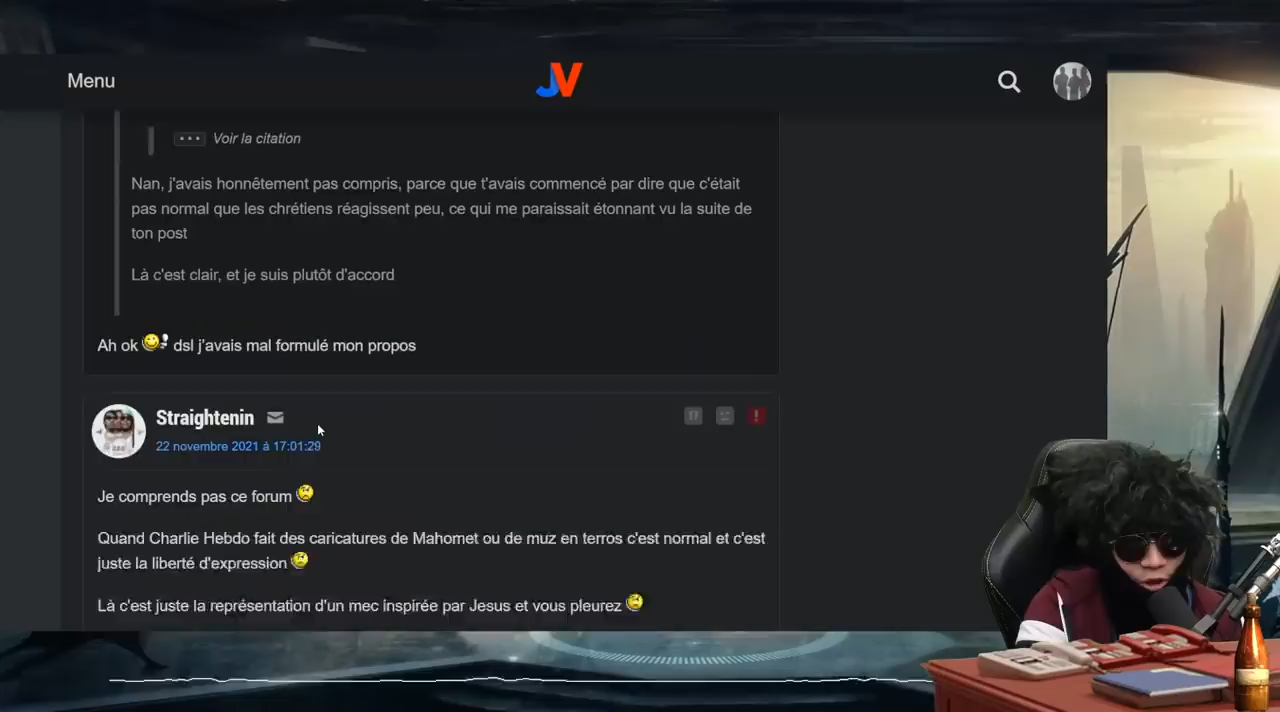 Menu
JV
Voir la citation
Nan, j'avais honnêtement pas compris, parce que t'avais commencé par dire que c'était
pas normal que les chrétiens réagissent peu, ce qui me paraissait étonnant vu la suite de
ton post
Là c'est clair, et je suis plutôt d'accord
Ah ok dsl j'avais mal formulé mon propos
Straightenin
22 novembre 2021 à 17:01:29
Je comprends pas ce forum
Quand Charlie Hebdo fait des caricatures de Mahomet ou de muz en terros c'est normal et c'est
juste la liberté d'expression
Là c'est juste la représentation d'un mec inspirée par Jesus et vous pleurez